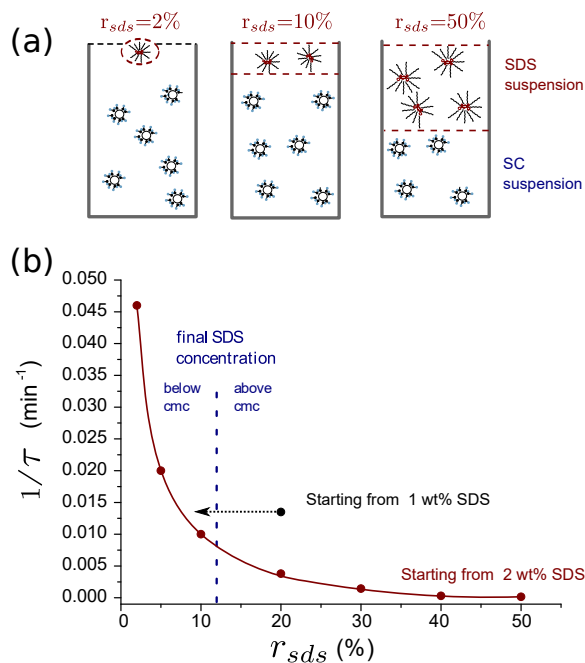 (a)
r_sds=2%
r_sds=10%
r_sds=50%
SDS
suspension
SC
suspension
(b)
0.050
0.045
0.040
0.035
0.030
0.025
0.020
0.015
0.010
0.005
0.000
1/τ (min⁻¹)
final SDS
concentration
below
cmc
above
cmc
Starting from 1 wt% SDS
Starting from 2 wt% SDS
0
10
20
30
40
50
r_sds (%)